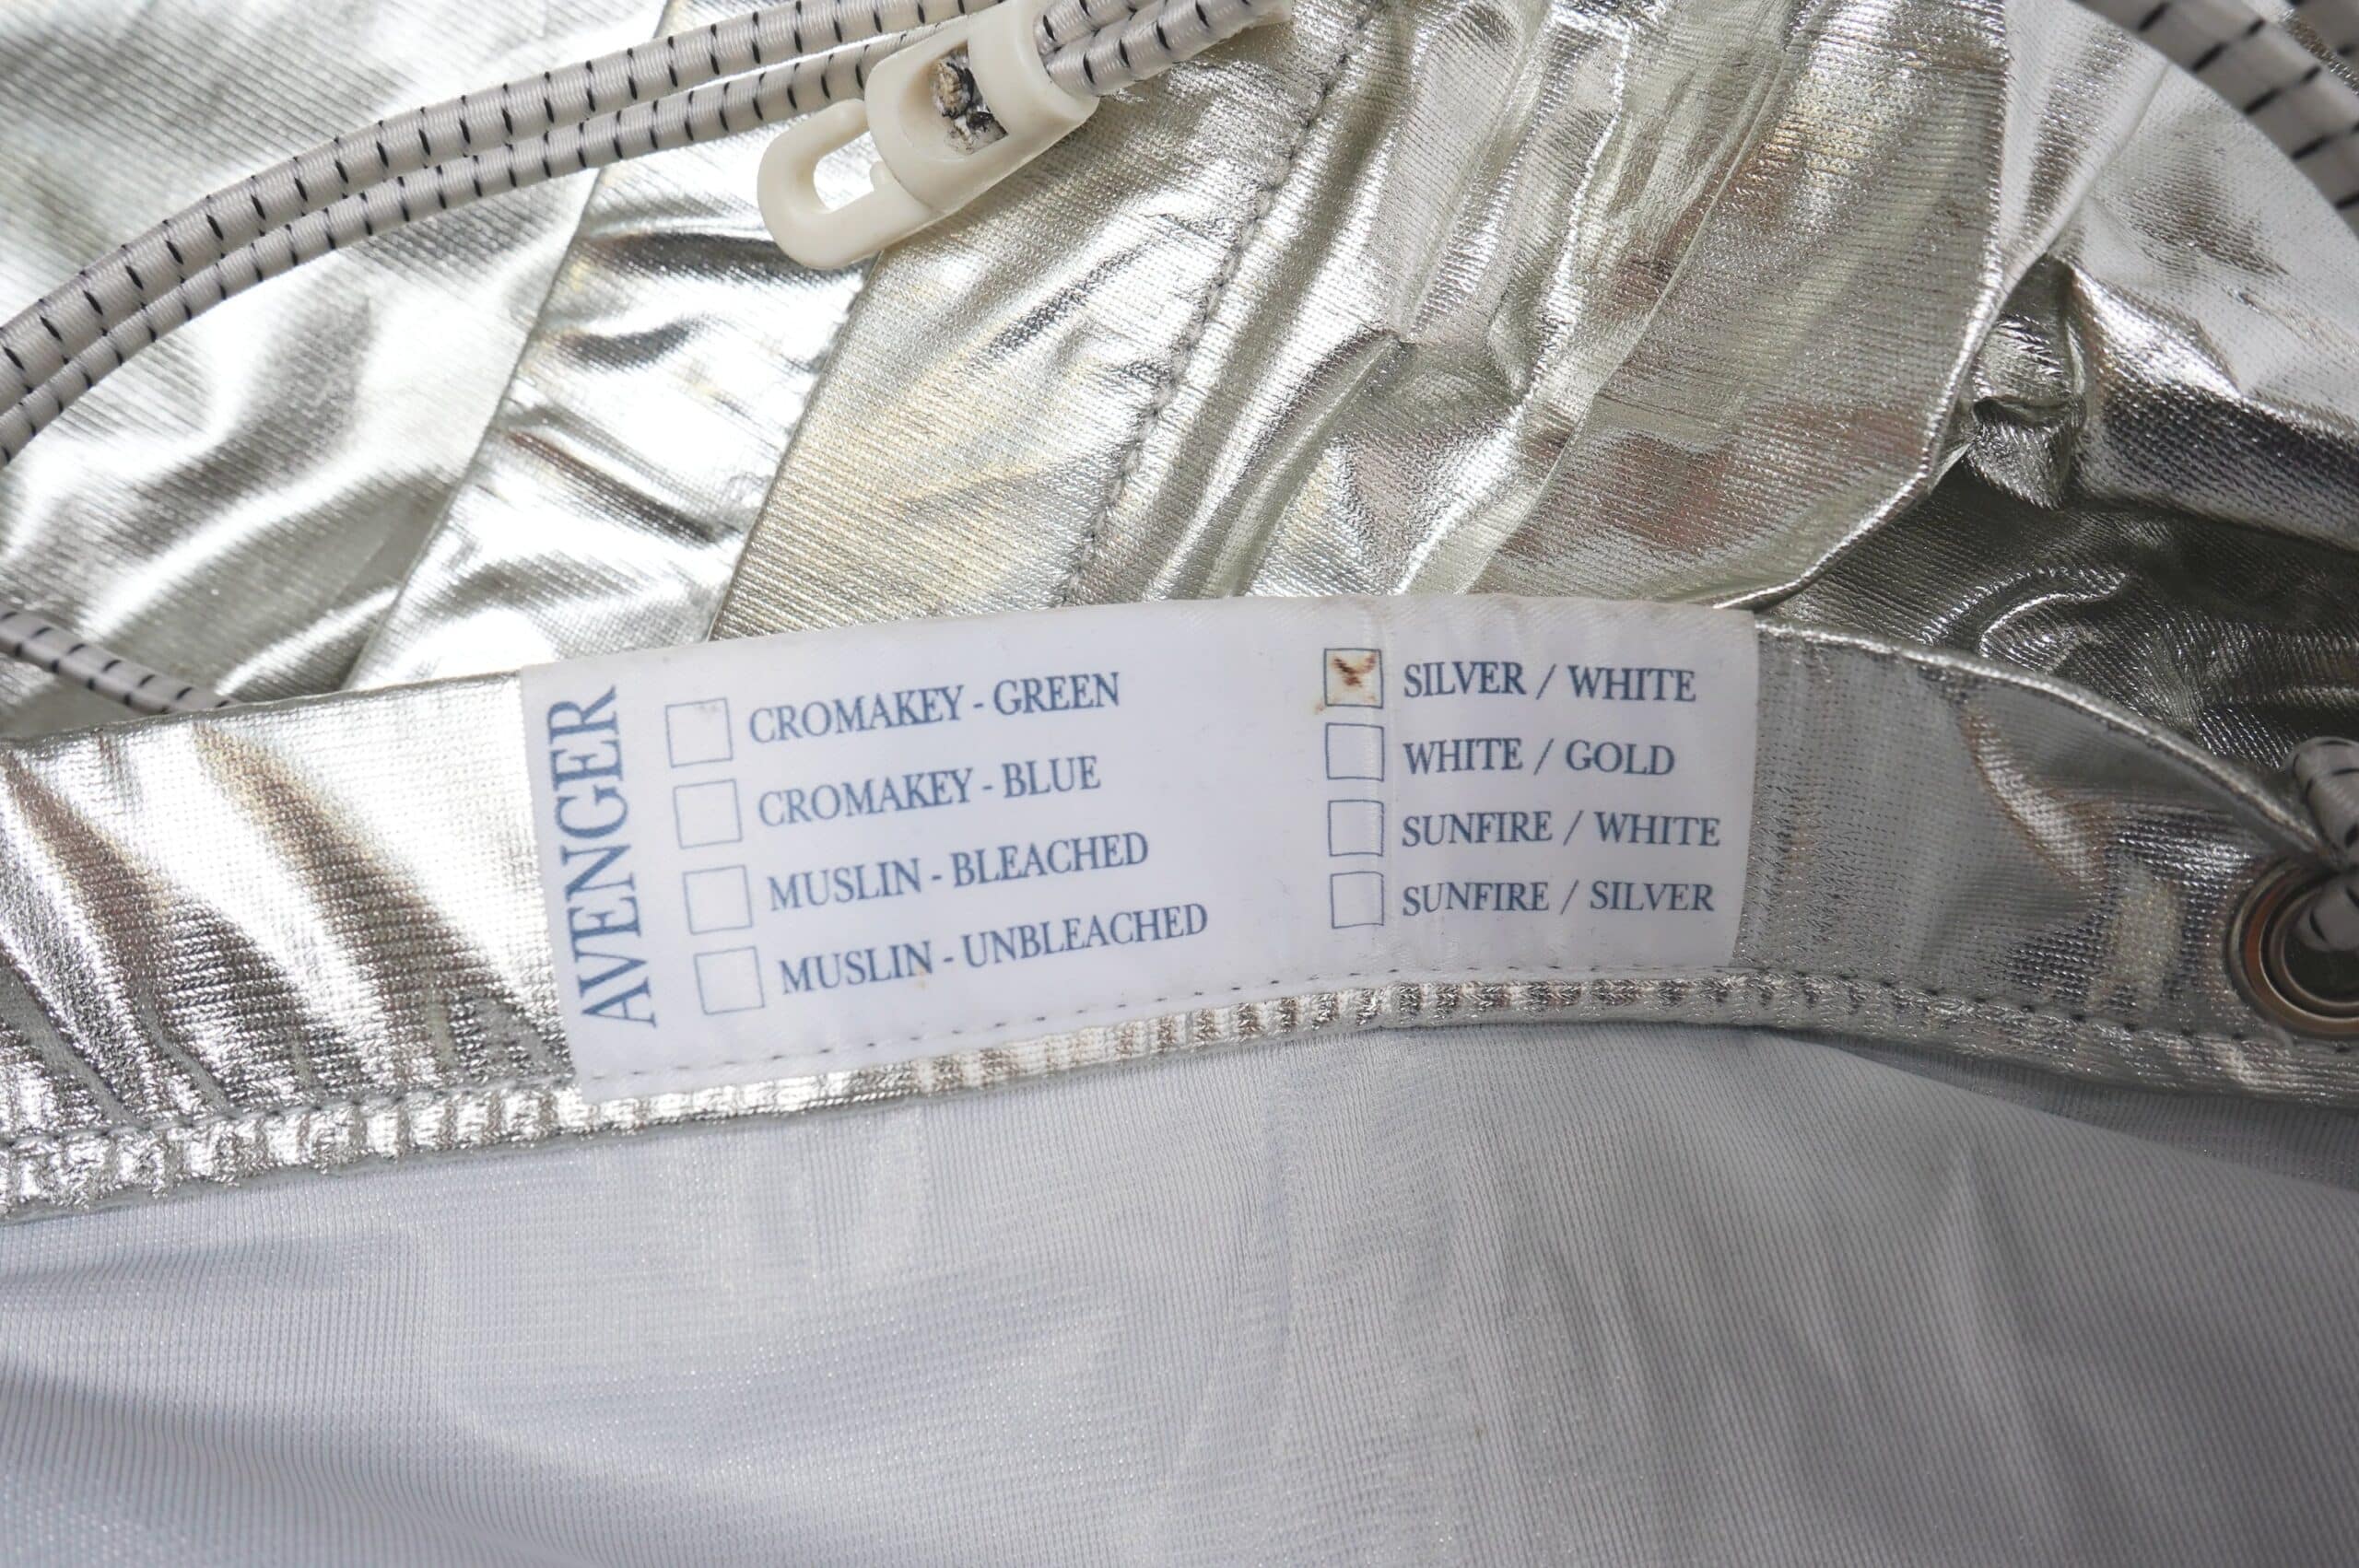 AVENGER
CROMAKEY - GREEN
CROMAKEY - BLUE
MUSLIN - BLEACHED
MUSLIN - UNBLEACHED
SILVER / WHITE
WHITE / GOLD
SUNFIRE / WHITE
SUNFIRE / SILVER